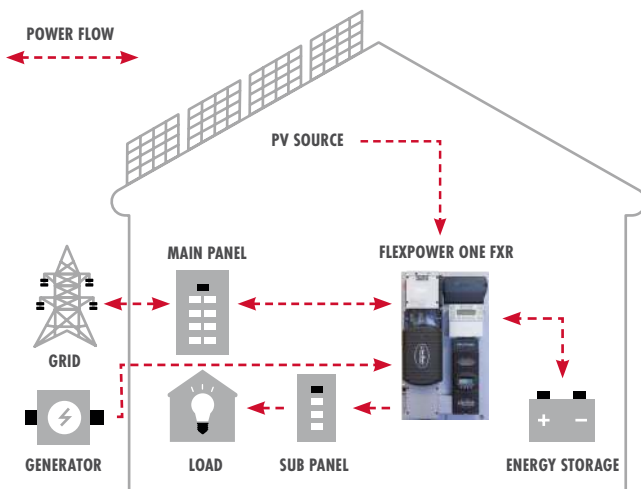 POWER FLOW
PV SOURCE
MAIN PANEL
FLEXPOWER ONE FXR
GRID
GENERATOR
LOAD
SUB PANEL
ENERGY STORAGE
+ −